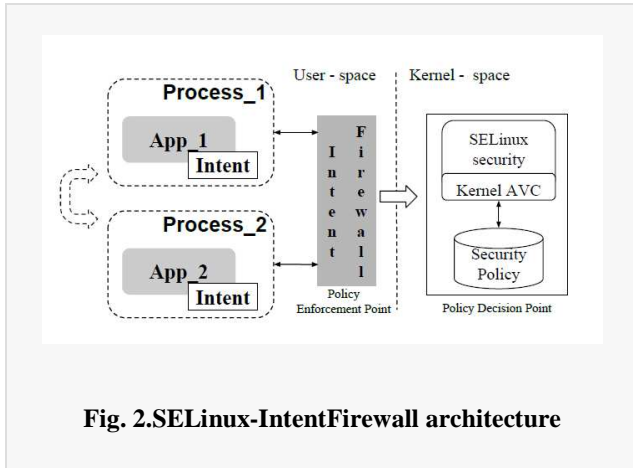 User - space
Kernel - space
Process_1
App_1
Intent
Process_2
App_2
Intent
Intent
Firewall
Policy
Enforcement Point
SELinux
security
Kernel AVC
Security
Policy
Policy Decision Point
Fig. 2.SELinux-IntentFirewall architecture